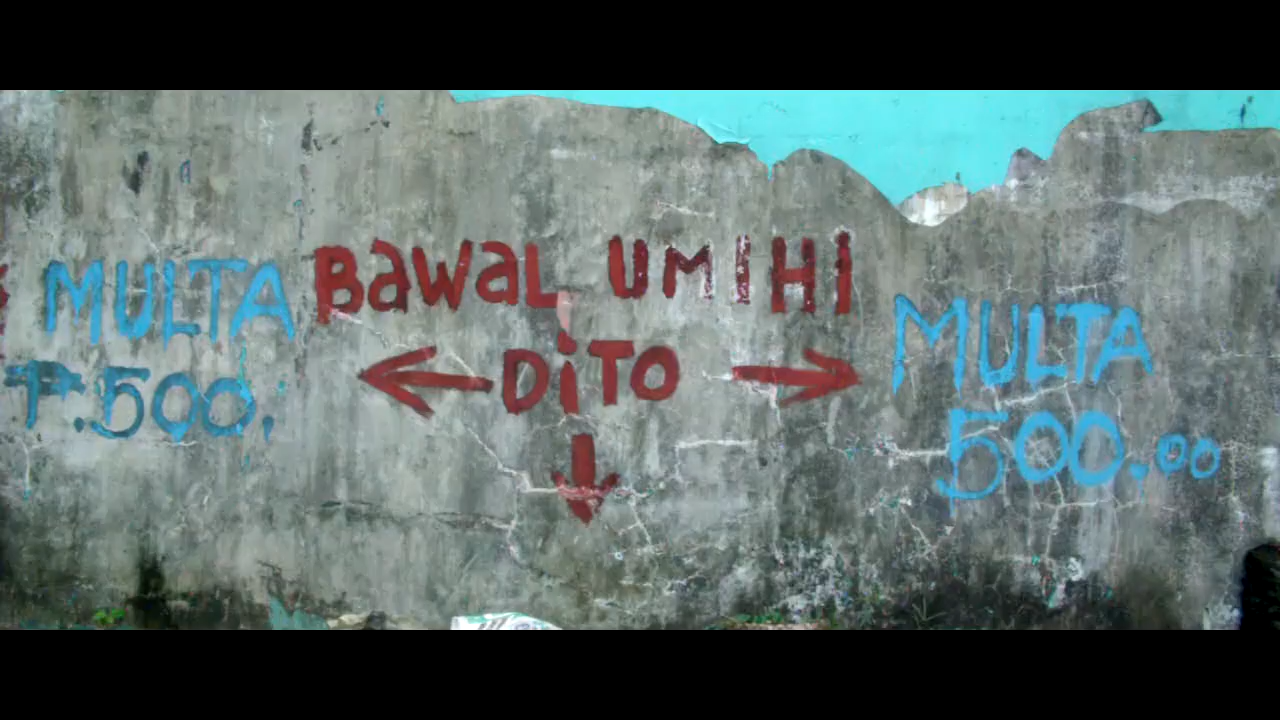 BAWAL UMIHI
DITO
MULTA
₱.500.
MULTA
500.00